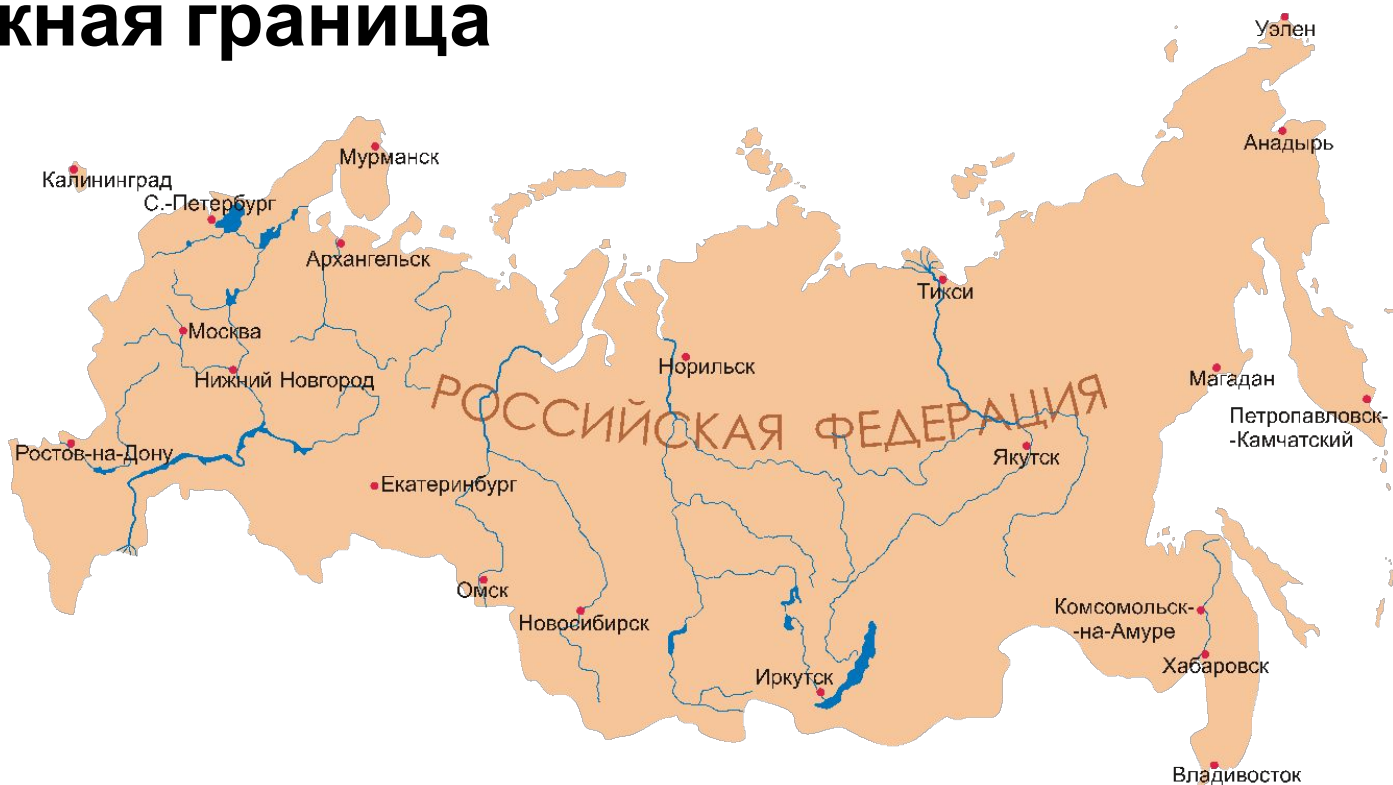 жная граница
Уэлен
Анадырь
Мурманск
Калининград
С.-Петербург
Архангельск
Тикси
Москва
Норильск
Нижний Новгород
Магадан
РОССИЙСКАЯ ФЕДЕРАЦИЯ
Петропавловск-
-Камчатский
Ростов-на-Дону
Якутск
Екатеринбург
Омск
Новосибирск
Комсомольск-
-на-Амуре
Хабаровск
Иркутск
Владивосток